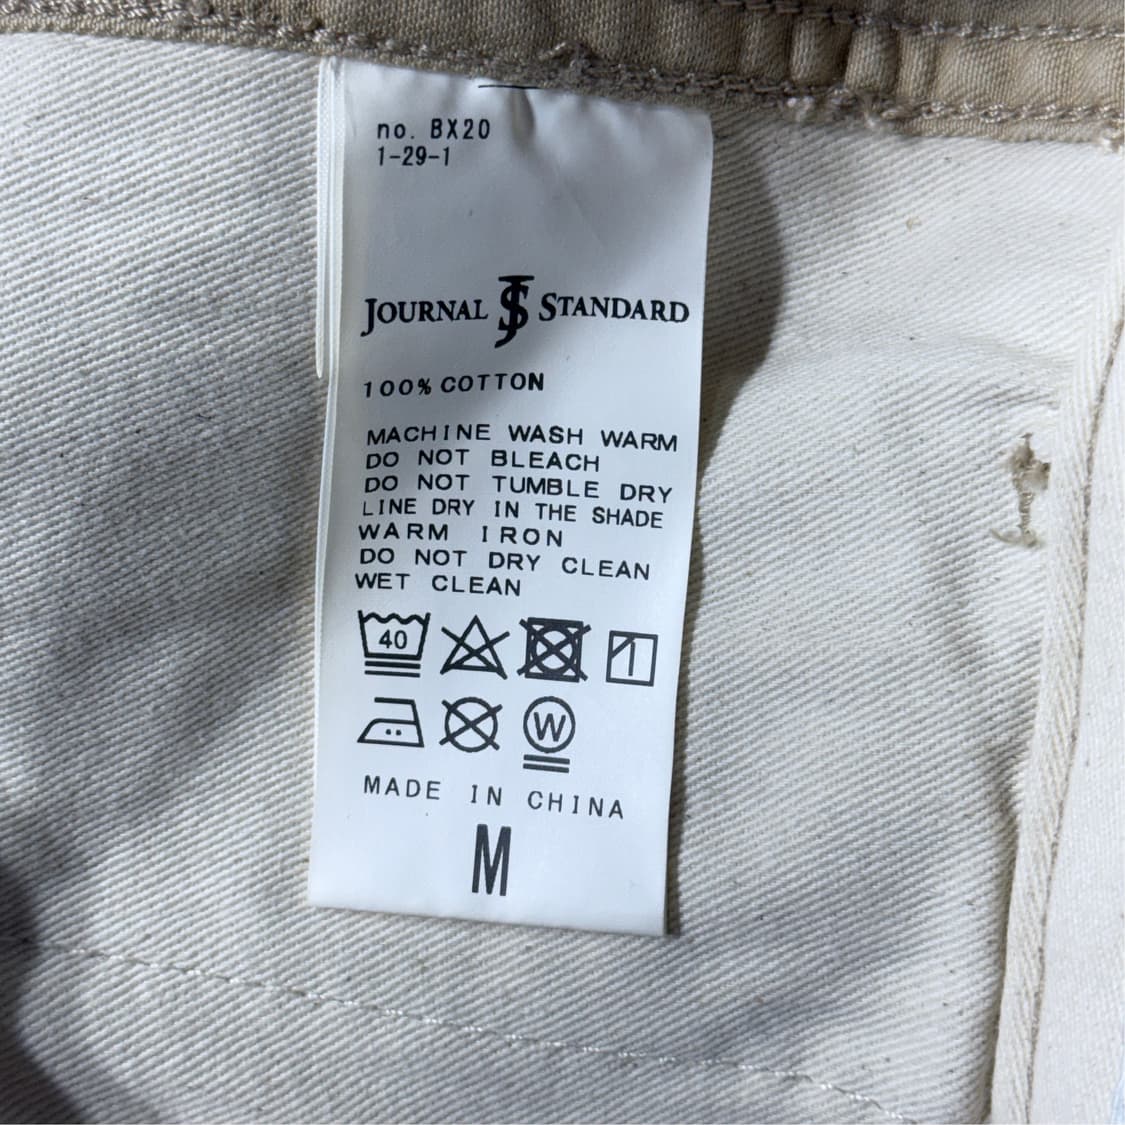 no. BX20
1-29-1
JOURNAL JS STANDARD
100% COTTON
MACHINE WASH WARM
DO NOT BLEACH
DO NOT TUMBLE DRY
LINE DRY IN THE SHADE
WARM IRON
DO NOT DRY CLEAN
WET CLEAN
40
W
MADE IN CHINA
M